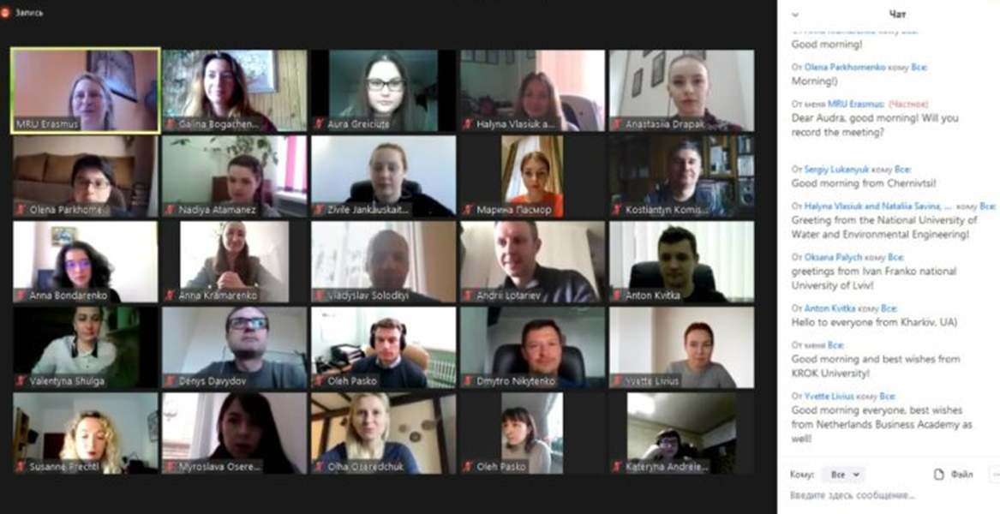 Запись
MRU Erasmus
Galina Bogachen...
Aura Greiciute
Halyna Vlasiuk a...
Anastasiia Drapak
Olena Parkhome...
Nadiya Atamanez
Zivile Jankauskait...
Марина Пасмор
Kostiantyn Komis...
Anna Bondarenko
Anna Kramarenko
Vladyslav Solodkyi
Andrii Lotariev
Anton Kvitka
Valentyna Shulga
Denys Davydov
Oleh Pasko
Dmytro Nikytenko
Yvette Livius
Susanne Prechtl
Myroslava Osere...
Olha Oseredchuk
Oleh Pasko
Kateryna Andreie...
Чат
Good morning!
От Olena Parkhomenko кому Все:
Morning!)
От меня MRU Erasmus: (Частное)
Dear Audra, good morning! Will you
record the meeting?
От Sergiy Lukanyuk кому Все:
Good morning from Chernivtsi!
От Halyna Vlasiuk and Nataliia Savina, ... кому Все:
Greeting from the National University of
Water and Environmental Engineering!
От Oksana Palych кому Все:
greetings from Ivan Franko national
University of Lviv!
От Anton Kvitka кому Все:
Hello to everyone from Kharkiv, UA)
От меня Все:
Good morning and best wishes from
KROK University!
От Yvette Livius кому Все:
Good morning everyone, best wishes
from Netherlands Business Academy as
well!
Кому: Все Файл
Введите здесь сообщение...